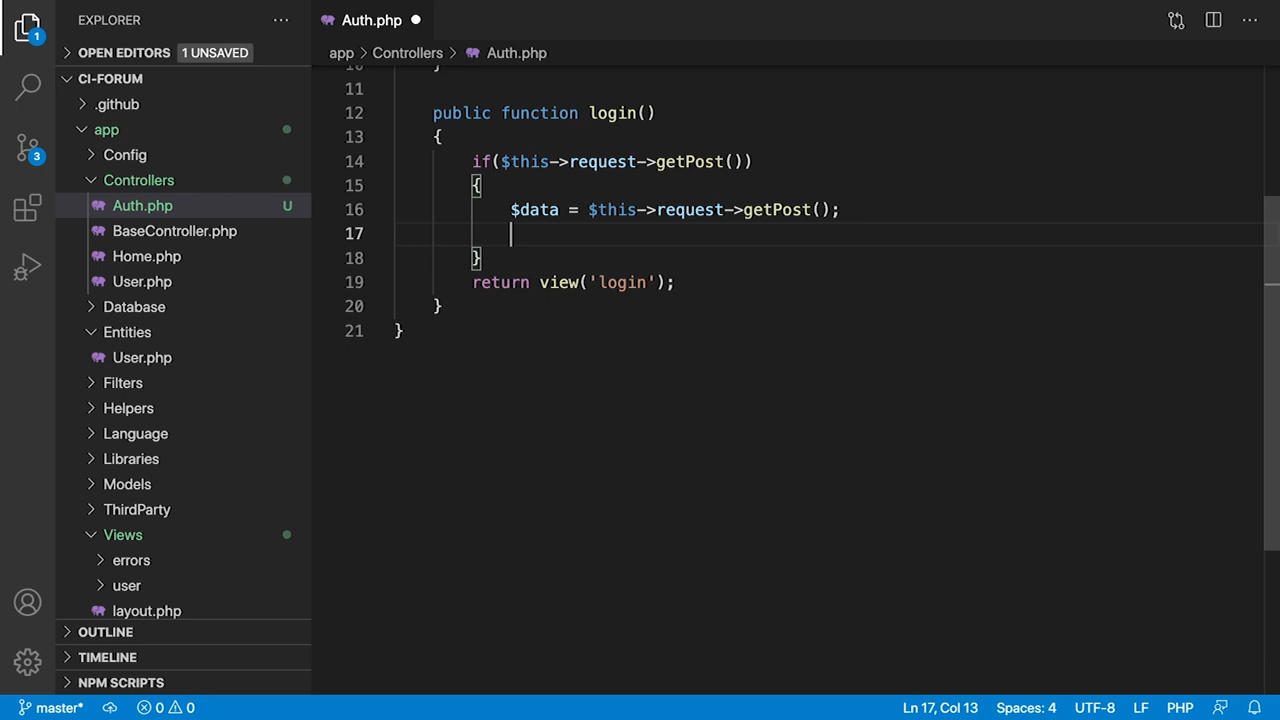 EXPLORER
Auth.php
1
OPEN EDITORS 1 UNSAVED
app > Controllers > Auth.php
CI-FORUM
.github
app
Config
Controllers
Auth.php U
BaseController.php
Home.php
User.php
Database
Entities
User.php
Filters
Helpers
Language
Libraries
Models
ThirdParty
Views
errors
user
layout.php
OUTLINE
TIMELINE
NPM SCRIPTS
3
10 }
11
12 public function login()
13 {
14 if($this->request->getPost())
15 {
16 $data = $this->request->getPost();
17
18 }
19 return view('login');
20 }
21 }
master* 0 0 Ln 17, Col 13 Spaces: 4 UTF-8 LF PHP